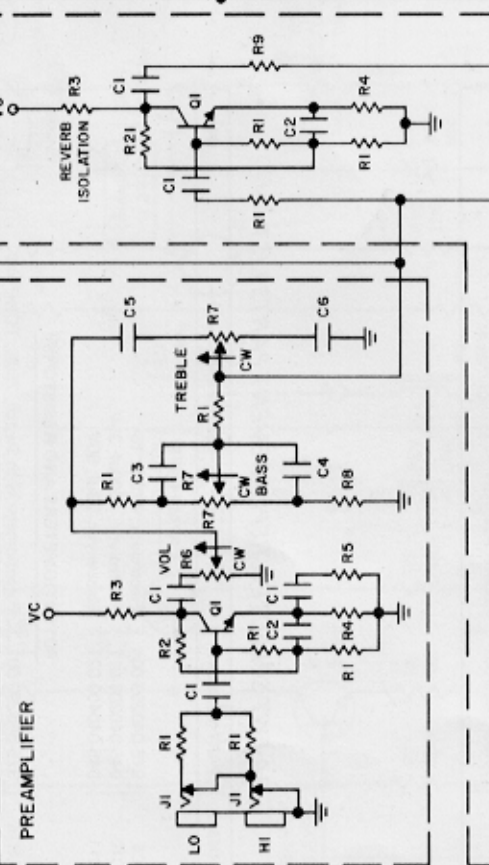 PREAMPLIFIER
VC
R3
REVERB
ISOLATION
R3
C1
R9
R21
Q1
R4
C1
R1
C2
R1
R1
C5
R7
C6
TREBLE
CW
R1
R1
C3
R7
CW
BASS
C4
R7
R8
VOL
R6
CW
C1
Q1
R2
C1
R5
R1
C2
R4
R1
C1
R1
R1
J1
J1
LO
HI